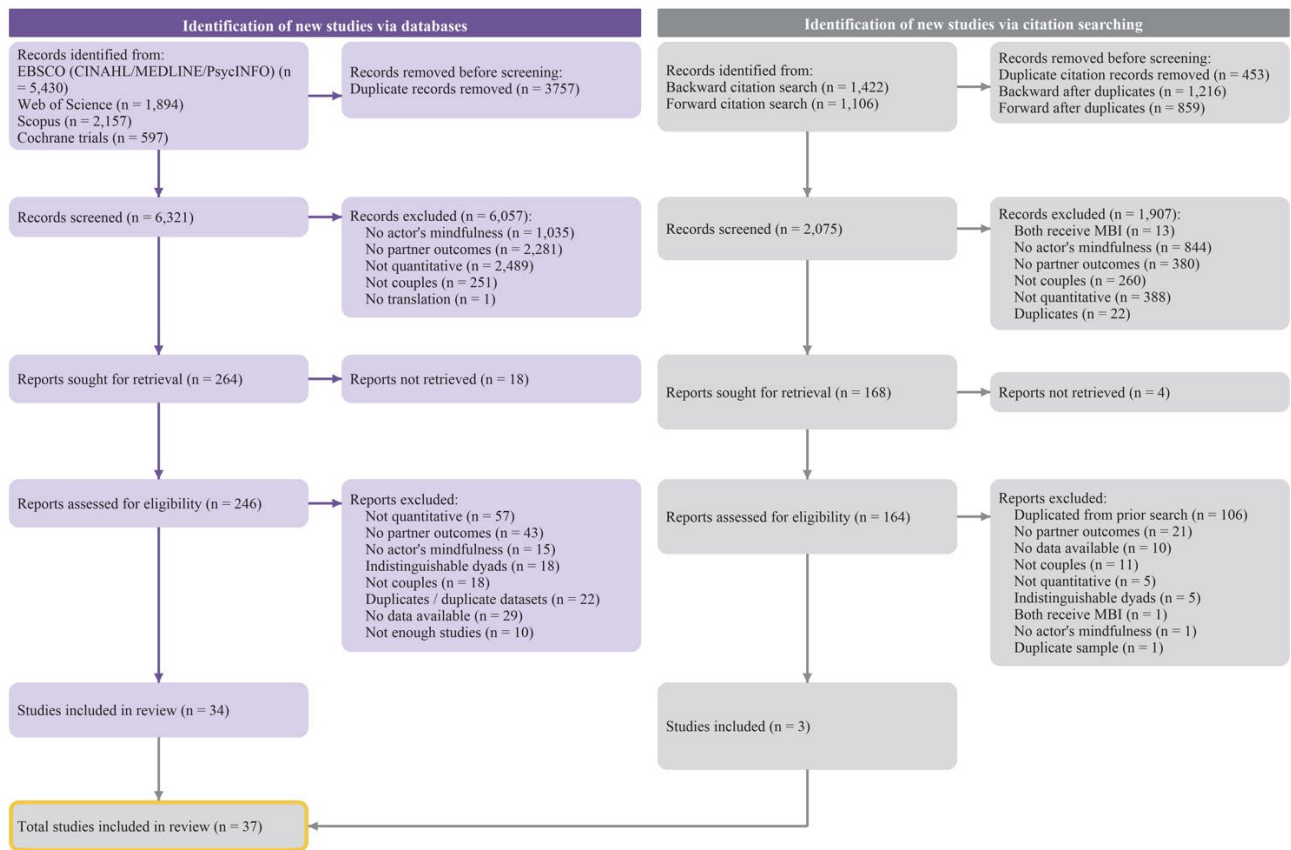 Identification of new studies via databases
Records identified from:
EBSCO (CINAHL/MEDLINE/PsycINFO) (n
= 5,430)
Web of Science (n = 1,894)
Scopus (n = 2,157)
Cochrane trials (n = 597)
Records removed before screening:
Duplicate records removed (n = 3757)
Records screened (n = 6,321)
Records excluded (n = 6,057):
No actor's mindfulness (n = 1,035)
No partner outcomes (n = 2,281)
Not quantitative (n = 2,489)
Not couples (n = 251)
No translation (n = 1)
Reports sought for retrieval (n = 264)
Reports not retrieved (n = 18)
Reports assessed for eligibility (n = 246)
Reports excluded:
Not quantitative (n = 57)
No partner outcomes (n = 43)
No actor's mindfulness (n = 15)
Indistinguishable dyads (n = 18)
Not couples (n = 18)
Duplicates / duplicate datasets (n = 22)
No data available (n = 29)
Not enough studies (n = 10)
Studies included in review (n = 34)
Total studies included in review (n = 37)
Identification of new studies via citation searching
Records identified from:
Backward citation search (n = 1,422)
Forward citation search (n = 1,106)
Records removed before screening:
Duplicate citation records removed (n = 453)
Backward after duplicates (n = 1,216)
Forward after duplicates (n = 859)
Records screened (n = 2,075)
Records excluded (n = 1,907):
Both receive MBI (n = 13)
No actor's mindfulness (n = 844)
No partner outcomes (n = 380)
Not couples (n = 260)
Not quantitative (n = 388)
Duplicates (n = 22)
Reports sought for retrieval (n = 168)
Reports not retrieved (n = 4)
Reports assessed for eligibility (n = 164)
Reports excluded:
Duplicated from prior search (n = 106)
No partner outcomes (n = 21)
No data available (n = 10)
Not couples (n = 11)
Not quantitative (n = 5)
Indistinguishable dyads (n = 5)
Both receive MBI (n = 1)
No actor's mindfulness (n = 1)
Duplicate sample (n = 1)
Studies included (n = 3)